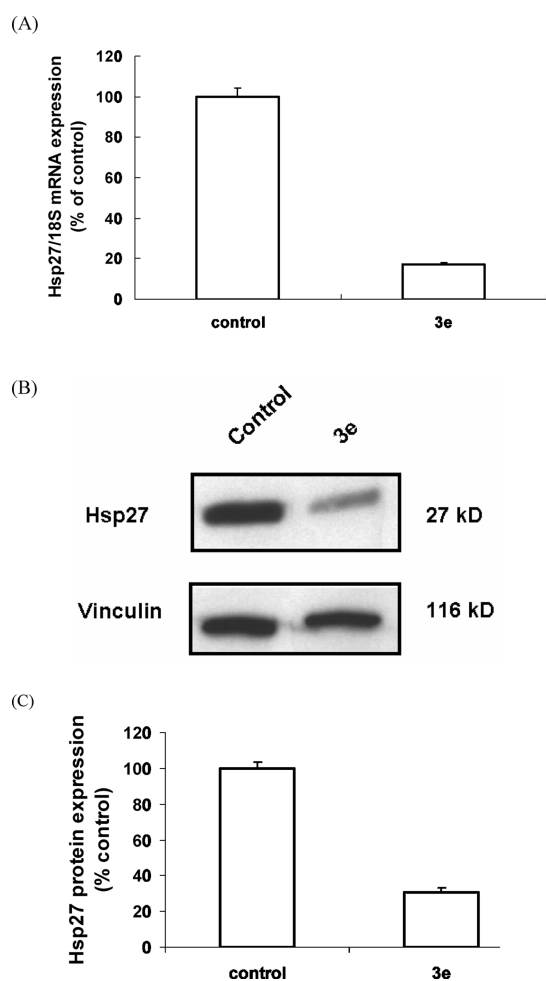 (A)
Hsp27/18S mRNA expression
(% of control)
120
100
80
60
40
20
0
control
3e
(B)
Control
3e
Hsp27
27 kD
Vinculin
116 kD
(C)
Hsp27 protein expression
(% control)
120
100
80
60
40
20
0
control
3e